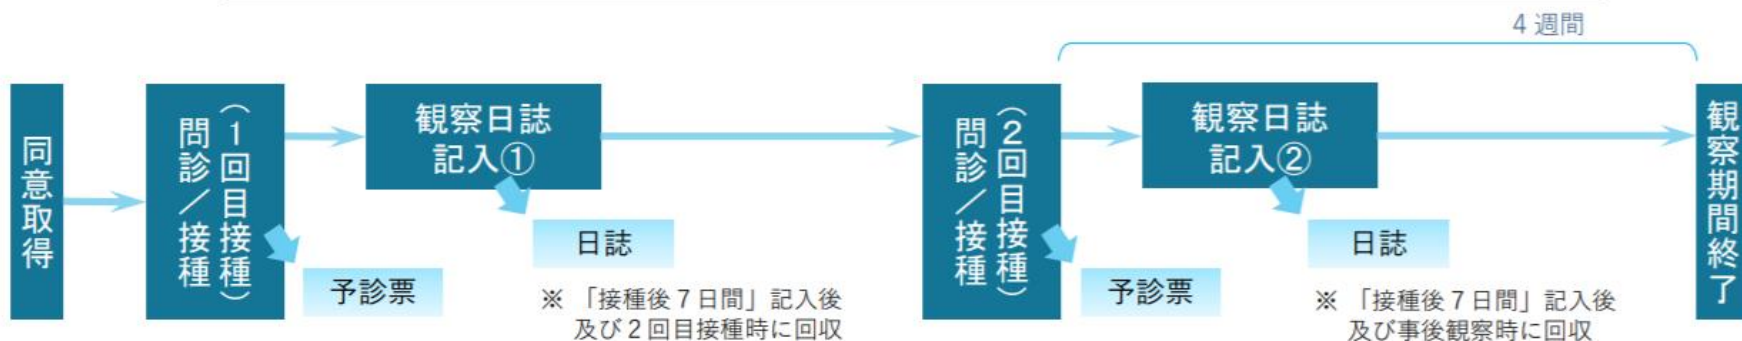 4 週間
同意取得
問診／接種
（1回目接種）
観察日誌
記入①
予診票
日誌
※ 「接種後７日間」記入後
及び２回目接種時に回収
問診／接種
（２回目接種）
観察日誌
記入②
予診票
日誌
※ 「接種後７日間」記入後
及び事後観察時に回収
観察期間終了